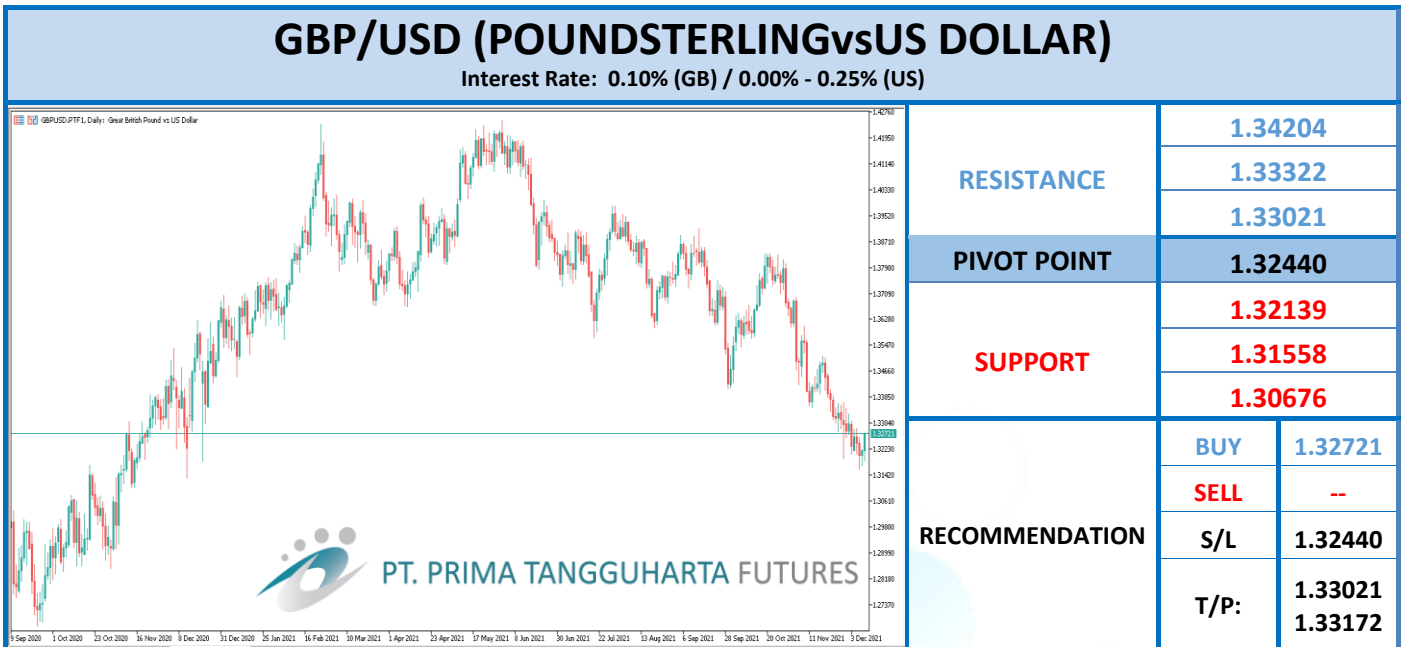 GBP/USD (POUNDSTERLINGvsUS DOLLAR)
Interest Rate: 0.10% (GB) / 0.00% - 0.25% (US)
GBPUSD.PTF1, Daily: Great British Pound vs US Dollar
1.42760
1.41950
1.41140
1.40330
1.39520
1.38710
1.37900
1.37090
1.36280
1.35470
1.34660
1.33850
1.33040
1.32721
1.32230
1.31420
1.30610
1.29800
1.28990
1.28180
1.27370
9 Sep 2020 1 Oct 2020 23 Oct 2020 16 Nov 2020 8 Dec 2020 31 Dec 2020 25 Jan 2021 16 Feb 2021 10 Mar 2021 1 Apr 2021 23 Apr 2021 17 May 2021 8 Jun 2021 30 Jun 2021 22 Jul 2021 13 Aug 2021 6 Sep 2021 28 Sep 2021 20 Oct 2021 11 Nov 2021 3 Dec 2021
PT. PRIMA TANGGUHARTA FUTURES
RESISTANCE
1.34204
1.33322
1.33021
PIVOT POINT 1.32440
SUPPORT
1.32139
1.31558
1.30676
RECOMMENDATION
BUY 1.32721
SELL --
S/L 1.32440
T/P: 1.33021
1.33172